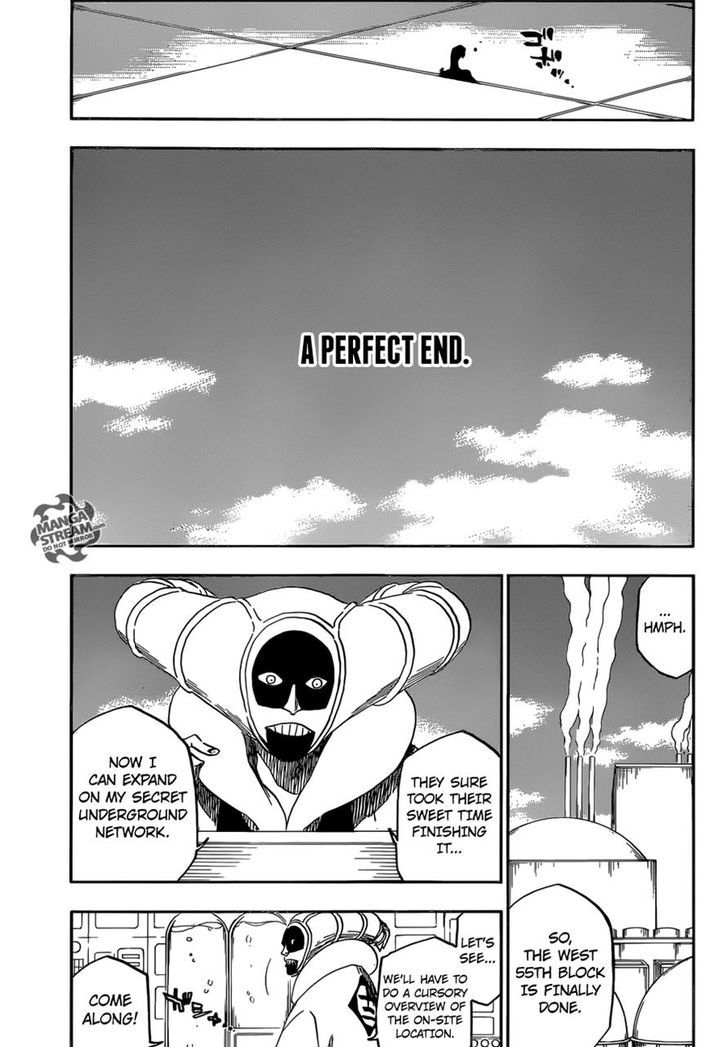 A PERFECT END.
MANGA
STREAM.com
DO NOT MIRROR
...
HMPH.
SO,
THE WEST
55TH BLOCK
IS FINALLY
DONE.
THEY SURE
TOOK THEIR
SWEET TIME
FINISHING
IT...
NOW I
CAN EXPAND
ON MY SECRET
UNDERGROUND
NETWORK.
LET'S
SEE...
WE'LL HAVE TO
DO A CURSORY
OVERVIEW OF
THE ON-SITE
LOCATION.
COME
ALONG!